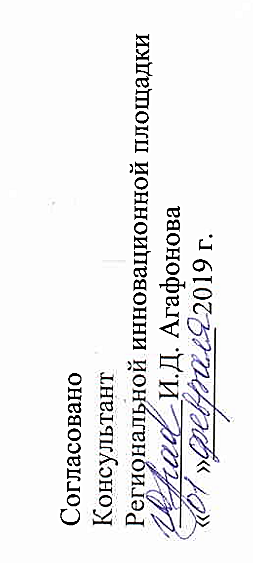 Согласовано
Консультант
Региональной инновационной площадки
И.Д. Агафонова
«01» февраля 2019 г.